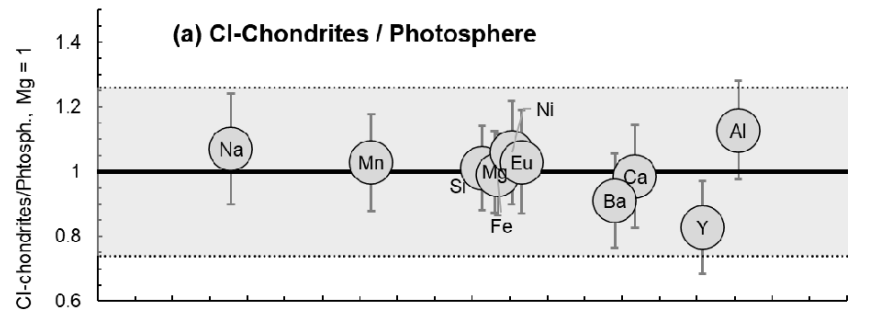 (a) CI-Chondrites / Photosphere
CI-chondrites/Phtosph., Mg = 1
1.4
1.2
1
0.8
0.6
Na
Mn
Si
Mg
Fe
Ni
Eu
Ba
Ca
Y
Al